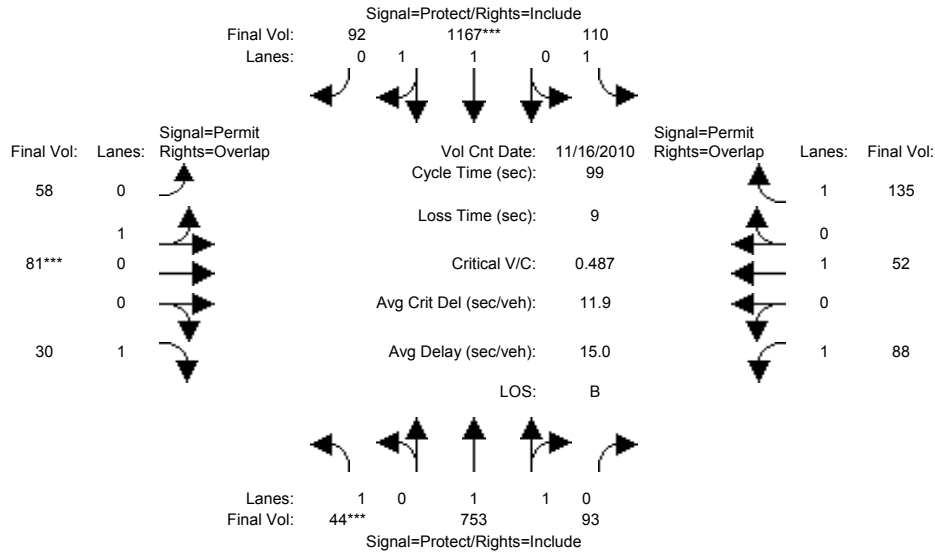 Signal=Protect/Rights=Include
Final Vol: 92 1167*** 110
Lanes: 0 1 1 0 1
Signal=Permit Signal=Permit
Final Vol: Lanes: Rights=Overlap Vol Cnt Date: 11/16/2010 Rights=Overlap Lanes: Final Vol:
Cycle Time (sec): 99
58 0 1 135
Loss Time (sec): 9
1 0
81*** 0 Critical V/C: 0.487 1 52
0 Avg Crit Del (sec/veh): 11.9 0
30 1 Avg Delay (sec/veh): 15.0 1 88
LOS: B
Lanes: 1 0 1 1 0
Final Vol: 44*** 753 93
Signal=Protect/Rights=Include